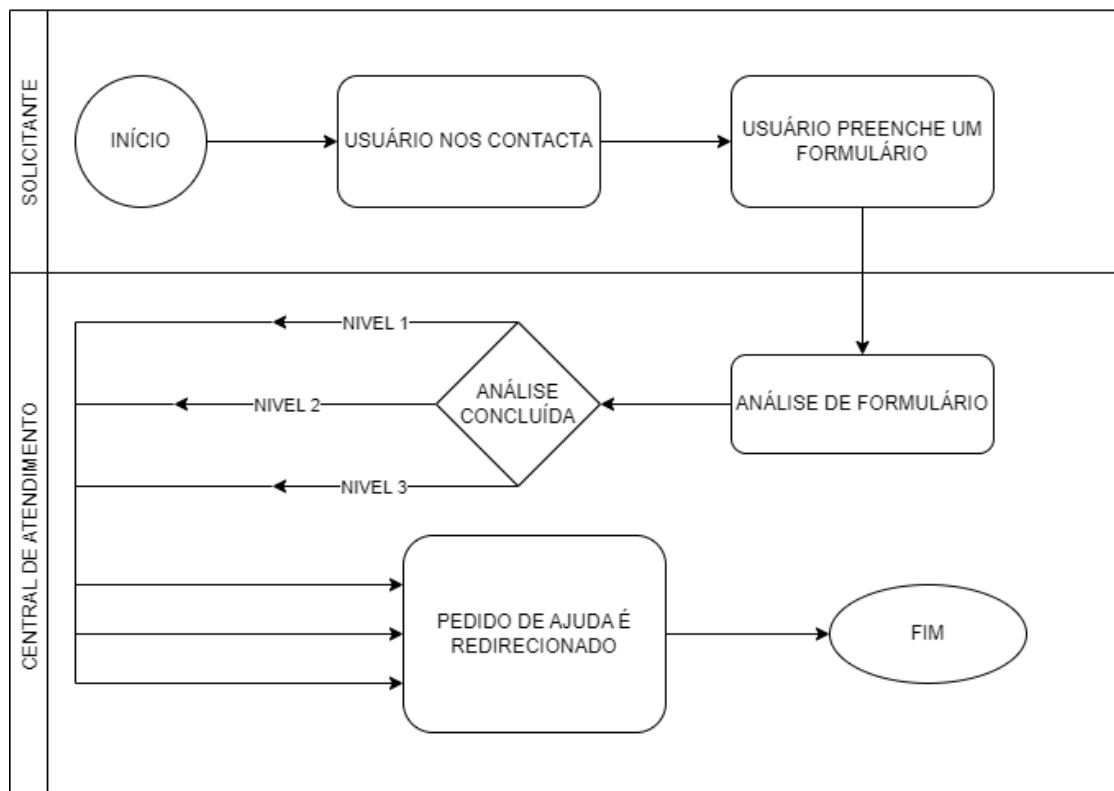 SOLICITANTE
INÍCIO
USUÁRIO NOS CONTACTA
USUÁRIO PREENCHE UM
FORMULÁRIO
CENTRAL DE ATENDIMENTO
NIVEL 1
NIVEL 2
NIVEL 3
ANÁLISE
CONCLUÍDA
ANÁLISE DE FORMULÁRIO
PEDIDO DE AJUDA É
REDIRECIONADO
FIM